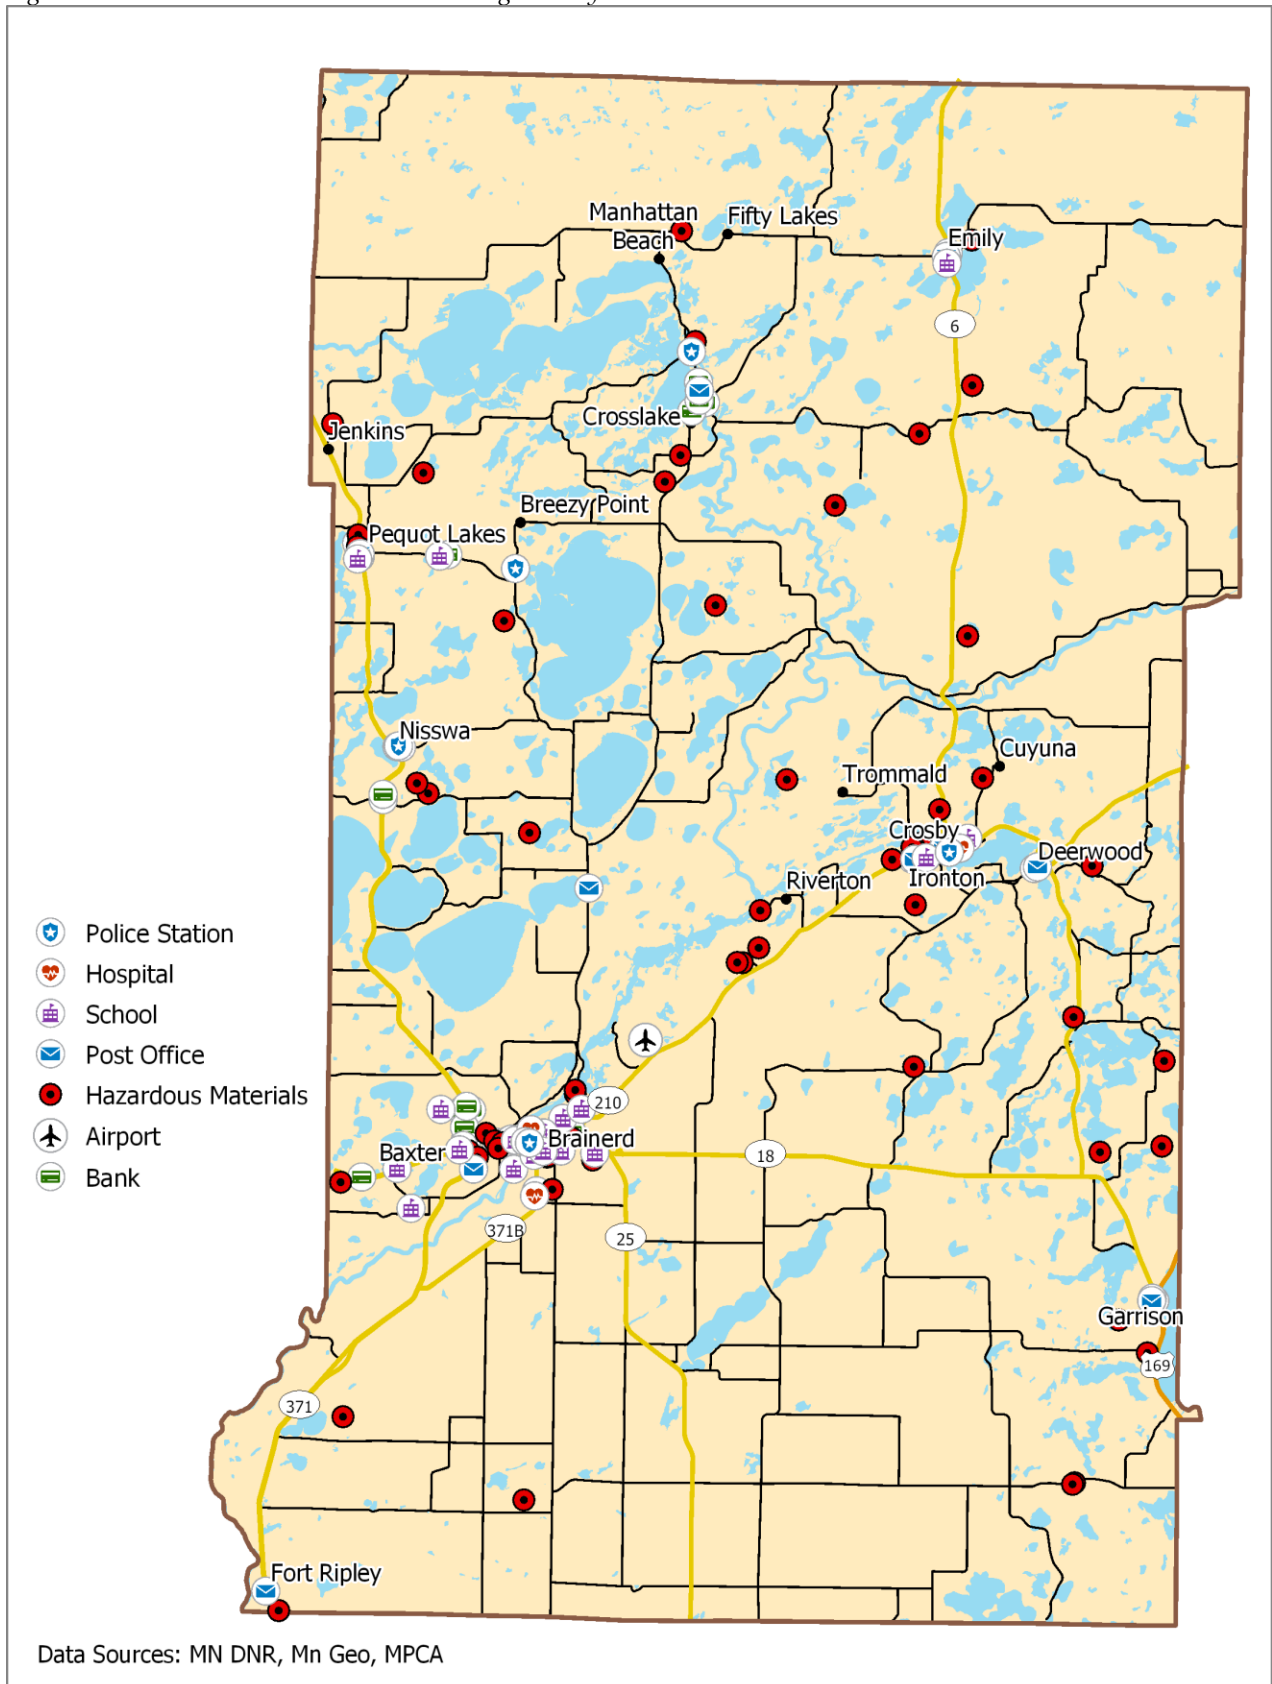 Manhattan
Beach
Fifty Lakes
Emily
6
Crosslake
Jenkins
Breezy Point
Pequot Lakes
Nisswa
Cuyuna
Trommald
Crosby
Deerwood
Ironton
Riverton
Police Station
Hospital
School
Post Office
Hazardous Materials
Airport
Bank
210
Brainerd
Baxter
18
371B
25
Garrison
169
371
Fort Ripley
Data Sources: MN DNR, Mn Geo, MPCA